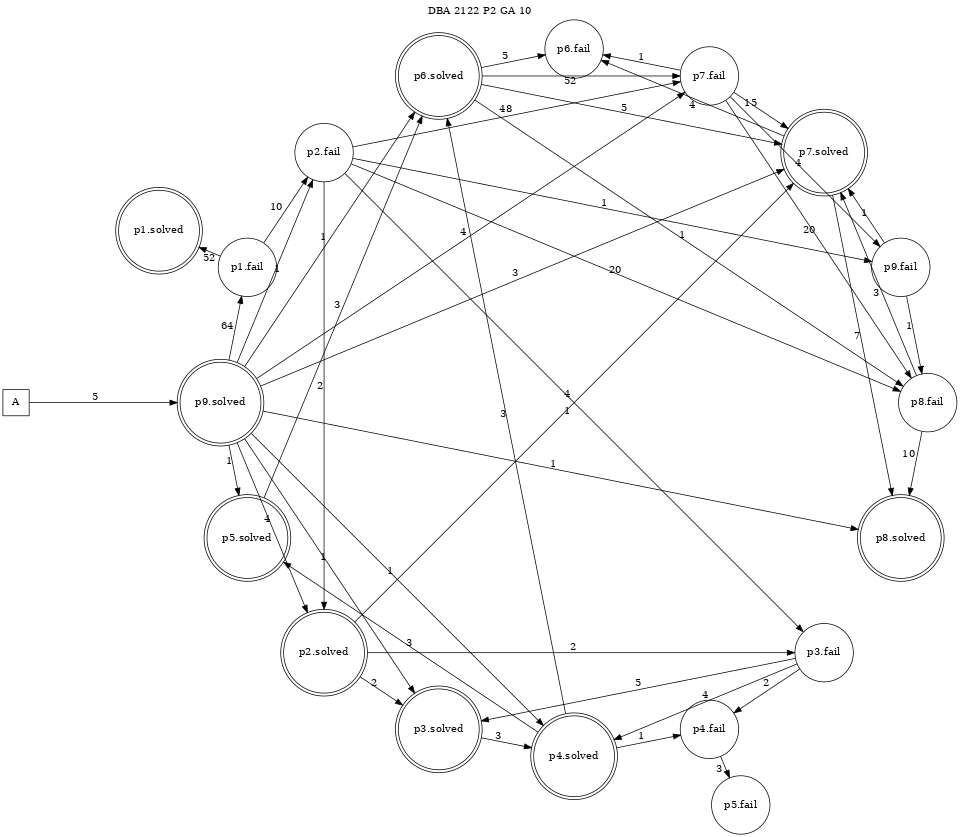 DBA 2122 P2 GA 10
p6.fail
5
p6.solved
p7.fail
1
52
15
5
4
48
p2.fail
p7.solved
4
10
1
1
p1.solved
20
1
1
4
52
p1.fail
1
3
20
p9.fail
3
3
64
1
7
2
4
A
5
p9.solved
p8.fail
1
3
10
1
1
4
p5.solved
p8.solved
1
1
3
2
p2.solved
p3.fail
2
5
2
4
p3.solved
3
1
p4.fail
p4.solved
3
p5.fail